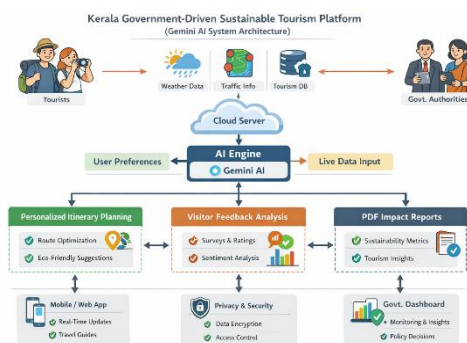 Kerala Government-Driven Sustainable Tourism Platform
(Gemini AI System Architecture)
Weather Data
Traffic Info
Tourism DB
Tourists
Govt. Authorities
Cloud Server
User Preferences
AI Engine
Gemini AI
Live Data Input
Personalized Itinerary Planning
Route Optimization
Eco-Friendly Suggestions
Visitor Feedback Analysis
Surveys & Ratings
Sentiment Analysis
PDF Impact Reports
Sustainability Metrics
Tourism Insights
Mobile / Web App
Real-Time Updates
Travel Guides
Privacy & Security
Data Encryption
Access Control
Govt. Dashboard
Monitoring & Insights
Policy Decisions